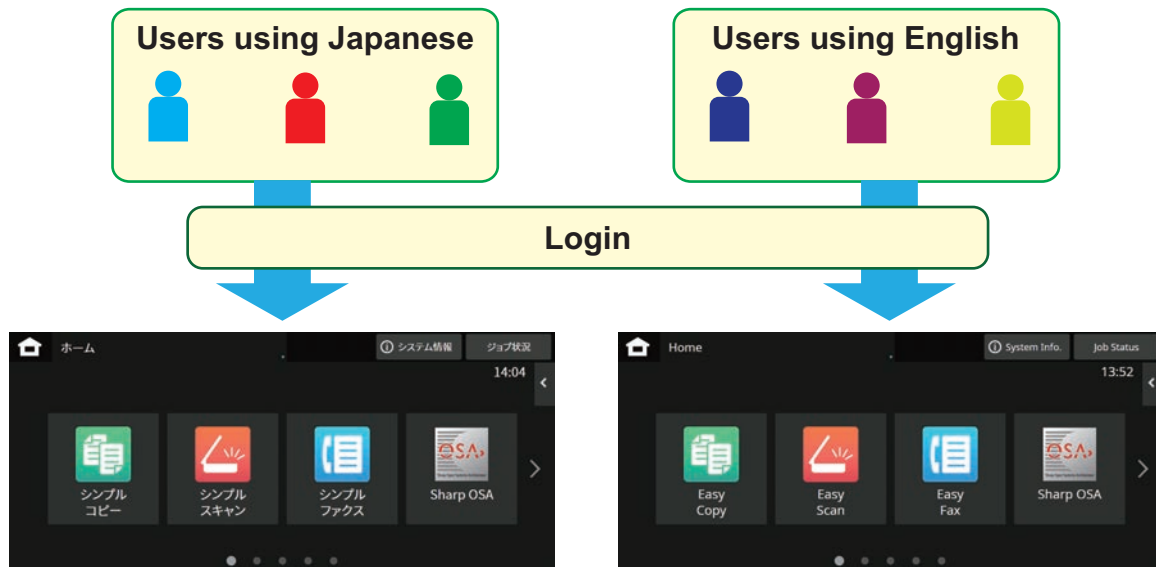 Users using Japanese
Users using English
Login
ホーム
システム情報
ジョブ状況
14:04
シンプル
コピー
シンプル
スキャン
シンプル
ファクス
OSA
Sharp OSA
Home
System Info.
Job Status
13:52
Easy
Copy
Easy
Scan
Easy
Fax
OSA
Sharp OSA